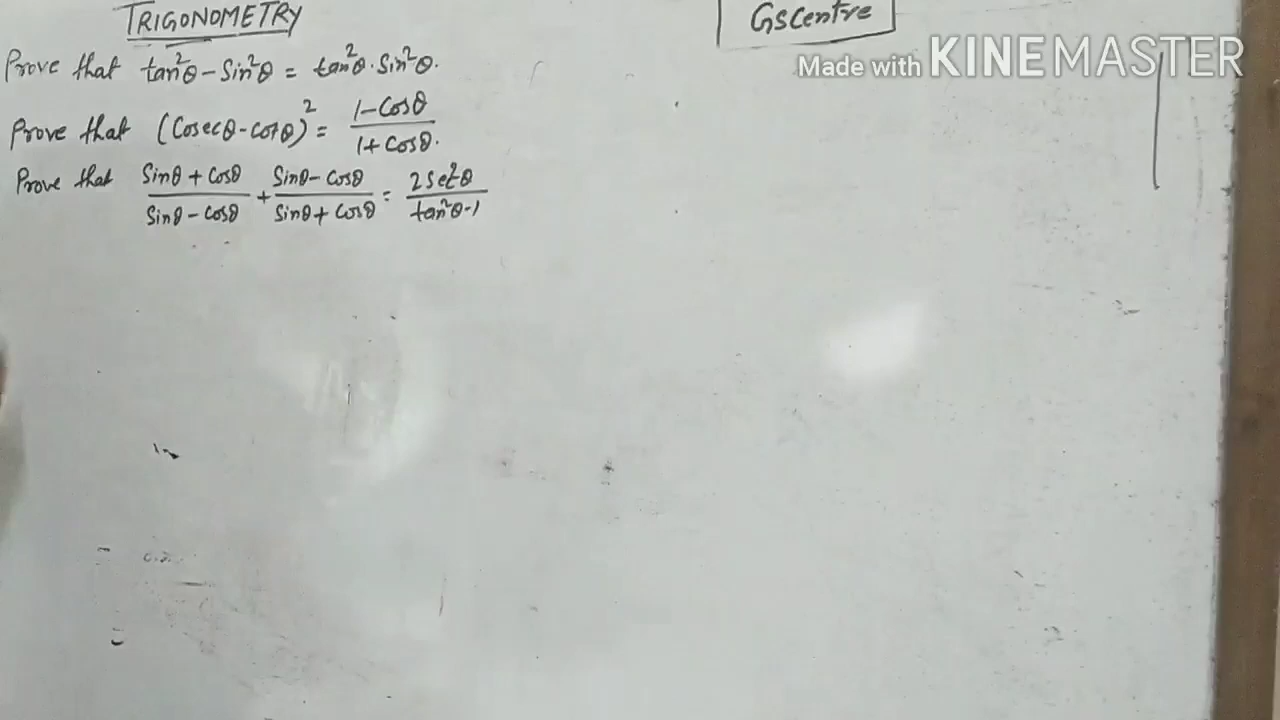 TRIGONOMETRY
GSCentre
Made with KINEMASTER
Prove that tan²θ - Sin²θ = tan²θ · Sin²θ.
Prove that (Cosecθ - cotθ)² = (1 - Cosθ)/(1 + Cosθ).
Prove that (Sinθ + Cosθ)/(Sinθ - Cosθ) + (Sinθ - Cosθ)/(Sinθ + Cosθ) = 2Sec²θ/(tan²θ - 1)